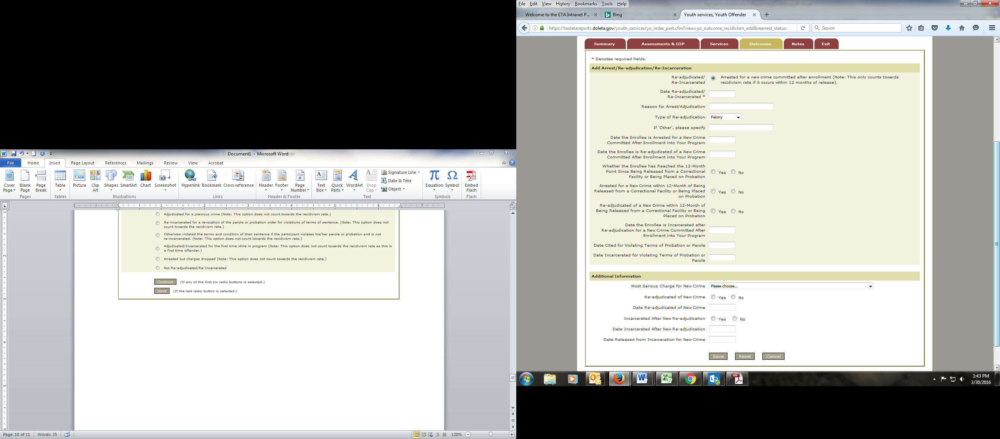 Document1 - Microsoft Word
File Home Insert Page Layout References Mailings Review View Acrobat
Cover Page
Blank Page
Page Break
Table
Picture
Clip Art
Shapes
SmartArt
Chart
Screenshot
Hyperlink
Bookmark
Cross-reference
Header
Footer
Page Number
Text Box
Quick Parts
WordArt
Drop Cap
Signature Line
Date & Time
Object
Equation
Symbol
Embed Flash
Pages Tables Illustrations Links Header & Footer Text Symbols Flash
1 2 3 4 5 6 7
Adjudicated for a previous crime (Note: This option does not count towards the recidivism rate.)
Re-incarcerated for a revocation of the parole or probation order for violations of terms of sentence. (Note: This option does not
count towards the recidivism rate.)
Otherwise violated the terms and condition of their sentence if the participant violates his/her parole or probation and is not
re-incarcerated. (Note: This option does not count towards the recidivism rate.)
Adjudicated/Incarcerated for the first time while in program (Note: This option does not count towards the recidivism rate as this is
a first time offender.)
Arrested but charges dropped (Note: This option does not count towards the recidivism rate.)
Not Re-adjudicated/Re-Incarcerated
Continue (If any of the first six radio buttons is selected.)
Save (If the last radio button is selected.)
Page: 10 of 11 Words: 25 120%
File Edit View History Bookmarks Tools Help
Welcome to the ETA Intranet P... Bing Youth services, Youth Offender
https://testetareports.doleta.gov/youth_services/yo_index_part.cfm?view=yo_outcome_recidivism_add&rearrest_status: Search
Summary Assessments & IDP Services Outcomes Notes Exit
* Denotes required fields.
Add Arrest/Re-adjudication/Re-Incarceration
Re-adjudicated/ Arrested for a new crime committed after enrollment (Note: This only counts towards
Re-Incarcerated recidivism rate if it occurs within 12 months of release).
Date Re-adjudicated/
Re-Incarcerated *
Reason for Arrest/Adjudication
Type of Re-adjudication Felony
If 'Other', please specify
Date the Enrollee is Arrested for a New Crime
Committed After Enrollment into Your Program
Date the Enrollee is Re-adjudicated of a New Crime
Committed After Enrollment into Your Program
Whether the Enrollee has Reached the 12-Month
Point Since Being Released from a Correctional Yes No
Facility or Being Placed on Probation
Arrested for a New Crime within 12-Month of Being
Released from a Correctional Facility or Being Placed Yes No
on Probation
Re-adjudicated of a New Crime within 12-Month of
Being Released from a Correctional Facility or Being Yes No
Placed on Probation
Date the Enrollee is Incarcerated after
Re-adjudication for a New Crime Committed After
Enrollment into Your Program
Date Cited for Violating Terms of Probation or Parole
Date Incarcerated for Violating Terms of Probation or
Parole
Additional Information
Most Serious Charge for New Crime Please choose...
Re-adjudicated of New Crime Yes No
Date Re-adjudicated of New Crime
Incarcerated After New Re-adjudication Yes No
Date Incarcerated After New Re-adjudication
Date Released from Incarceration for New Crime
Save Reset Cancel
1:43 PM
3/30/2016